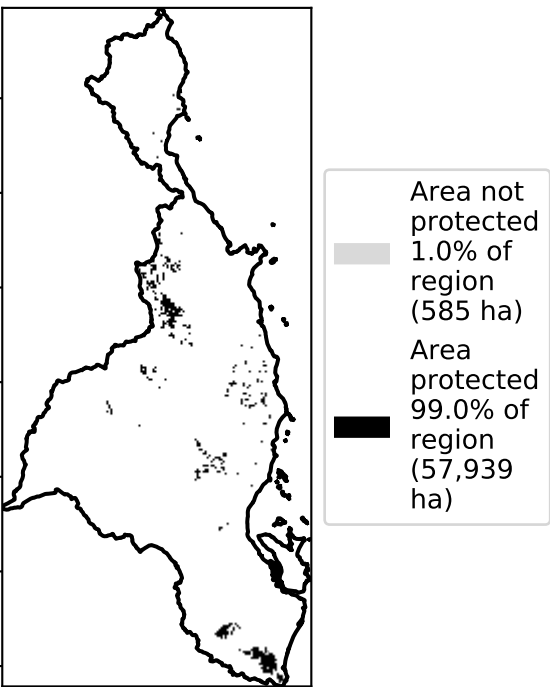 Area not
protected
1.0% of
region
(585 ha)
Area
protected
99.0% of
region
(57,939
ha)